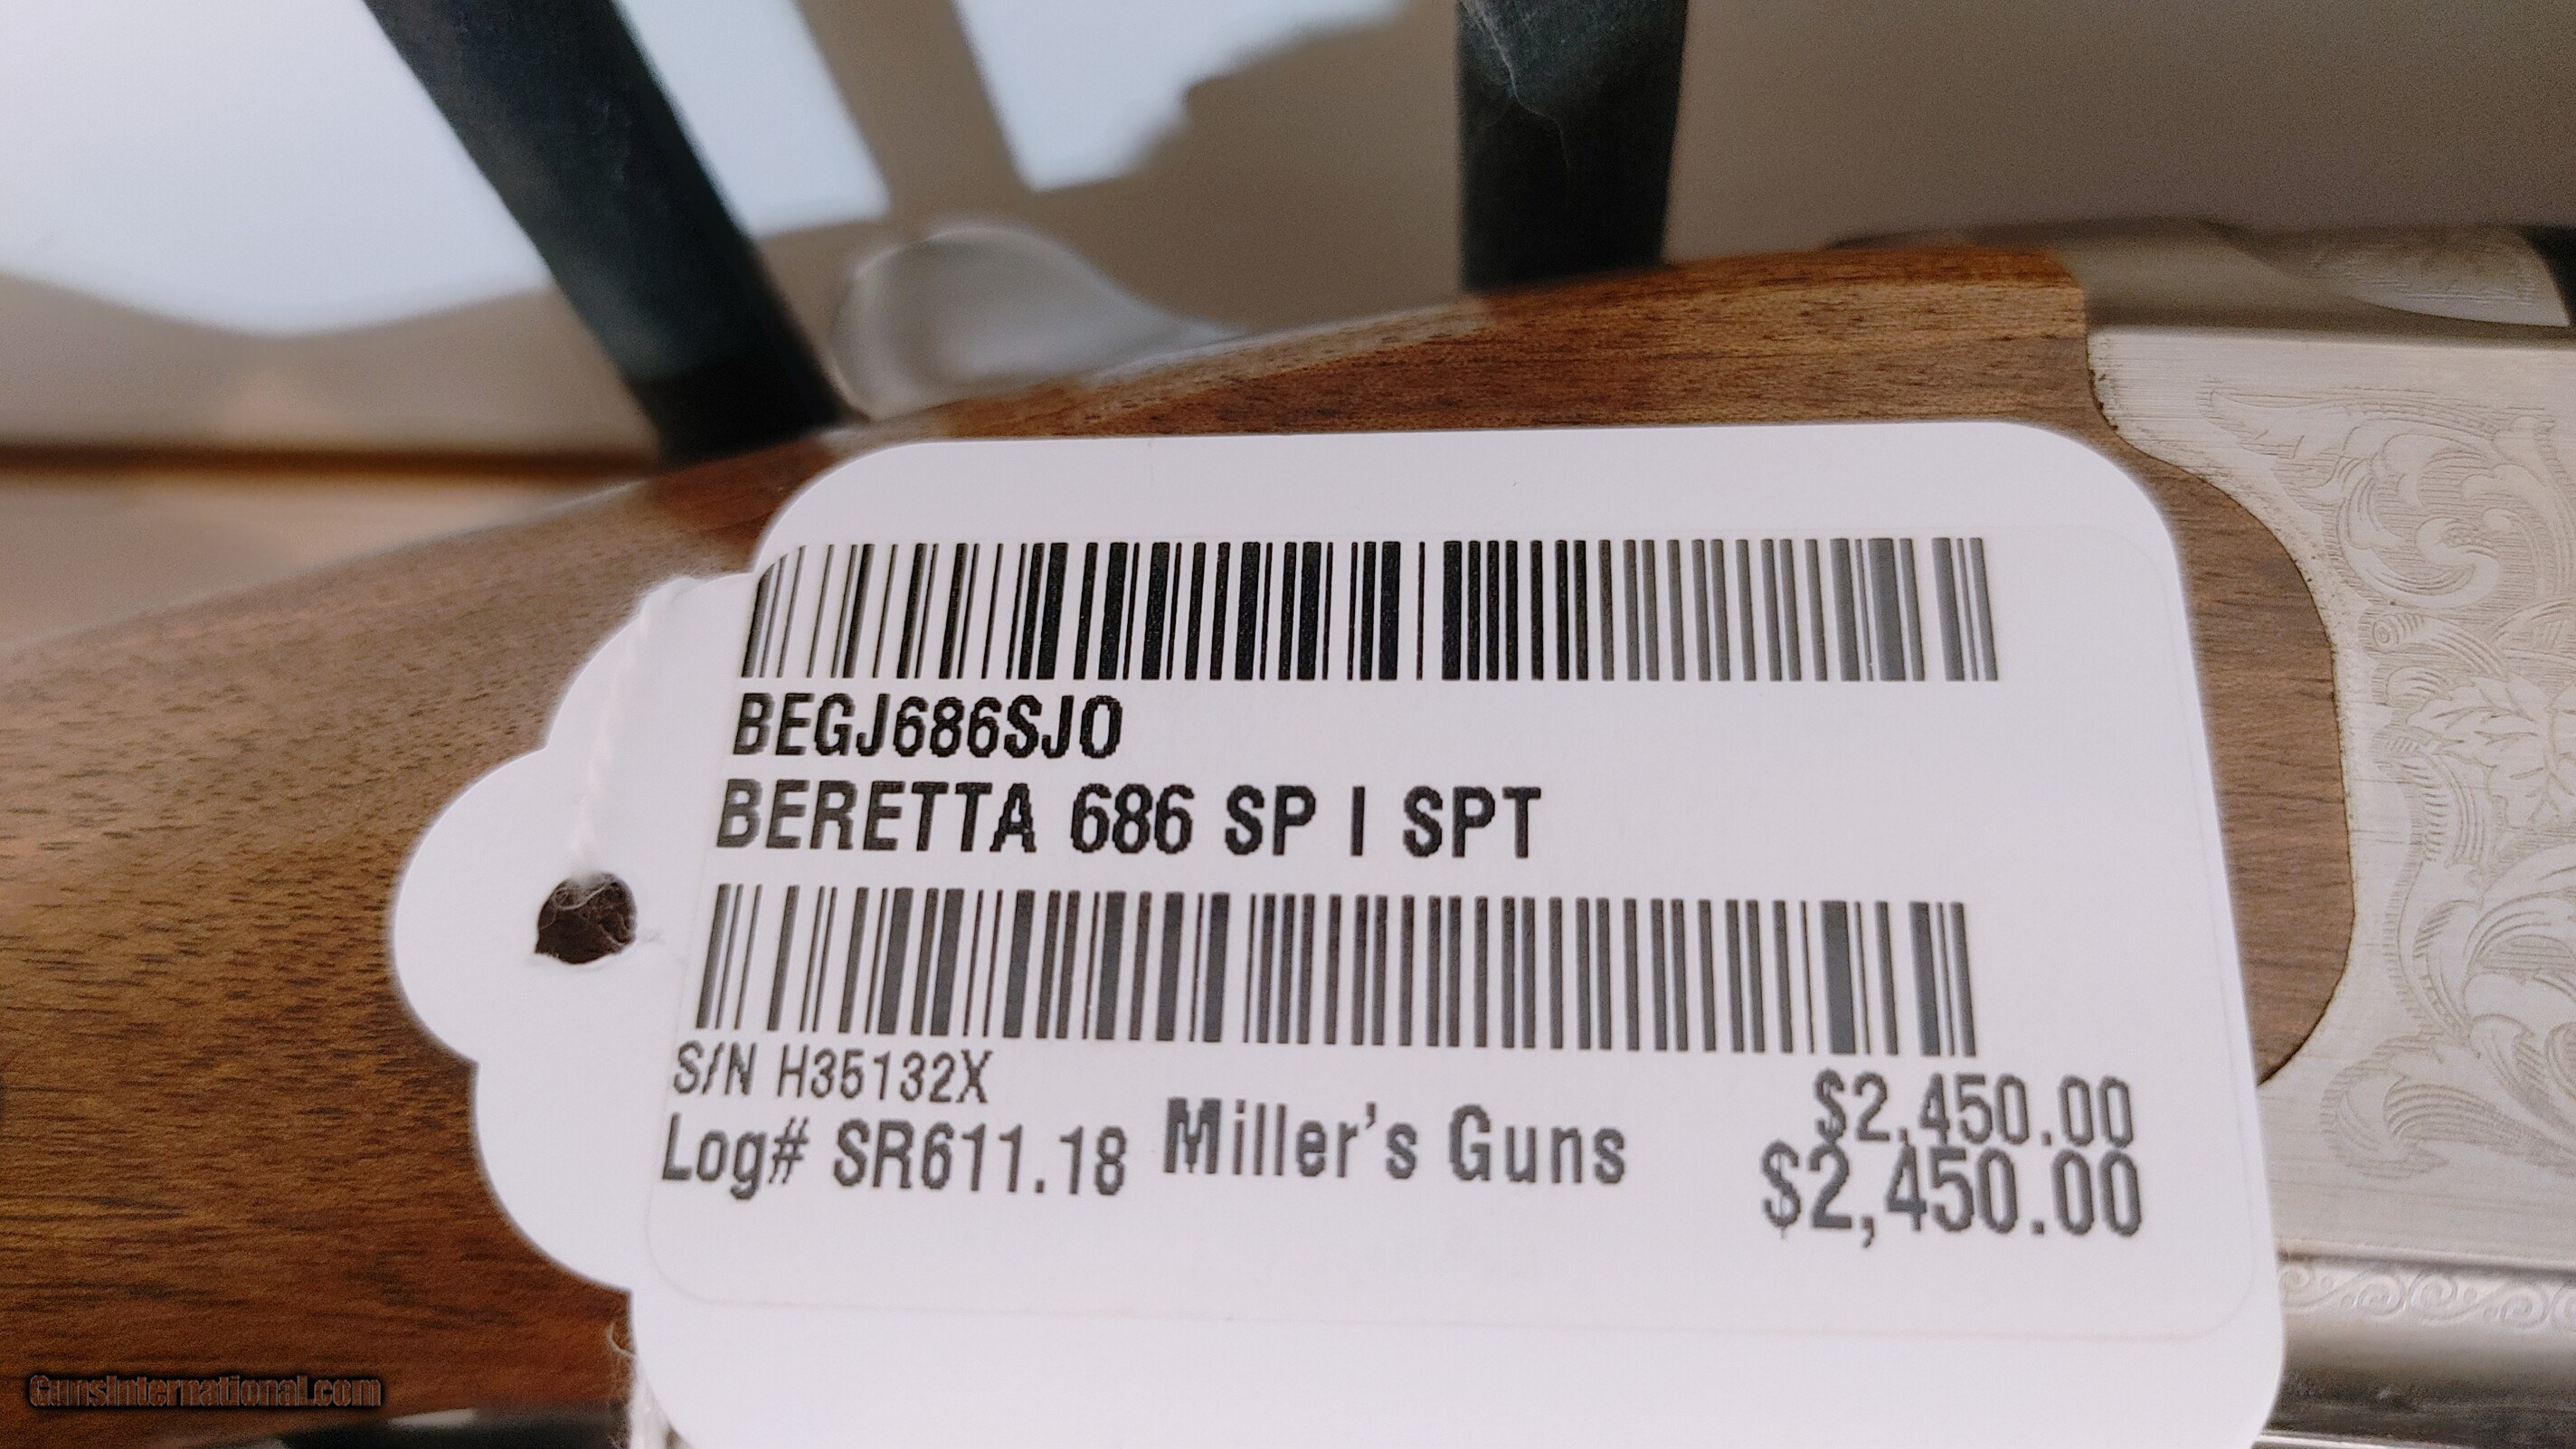 BEGJ686SJO
BERETTA 686 SP I SPT
S/N H35132X
$2,450.00
Log# SR611.18 Miller's Guns $2,450.00
GunsInternational.com